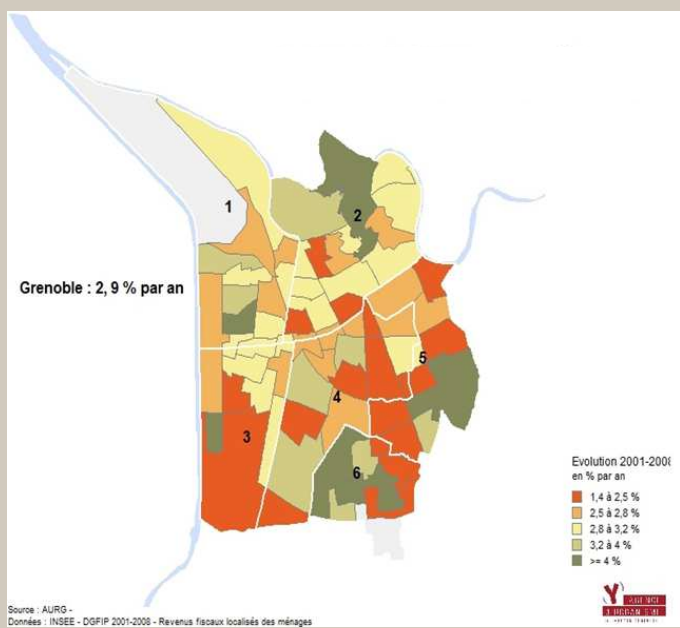 1
2
Grenoble : 2, 9 % par an
5
4
3
6
Evolution 2001-2008
en % par an
1,4 à 2,5 %
2,5 à 2,8 %
2,8 à 3,2 %
3,2 à 4 %
>= 4 %
Source : AURG -
Données : INSEE - DGFIP 2001-2008 - Revenus fiscaux localisés des ménages